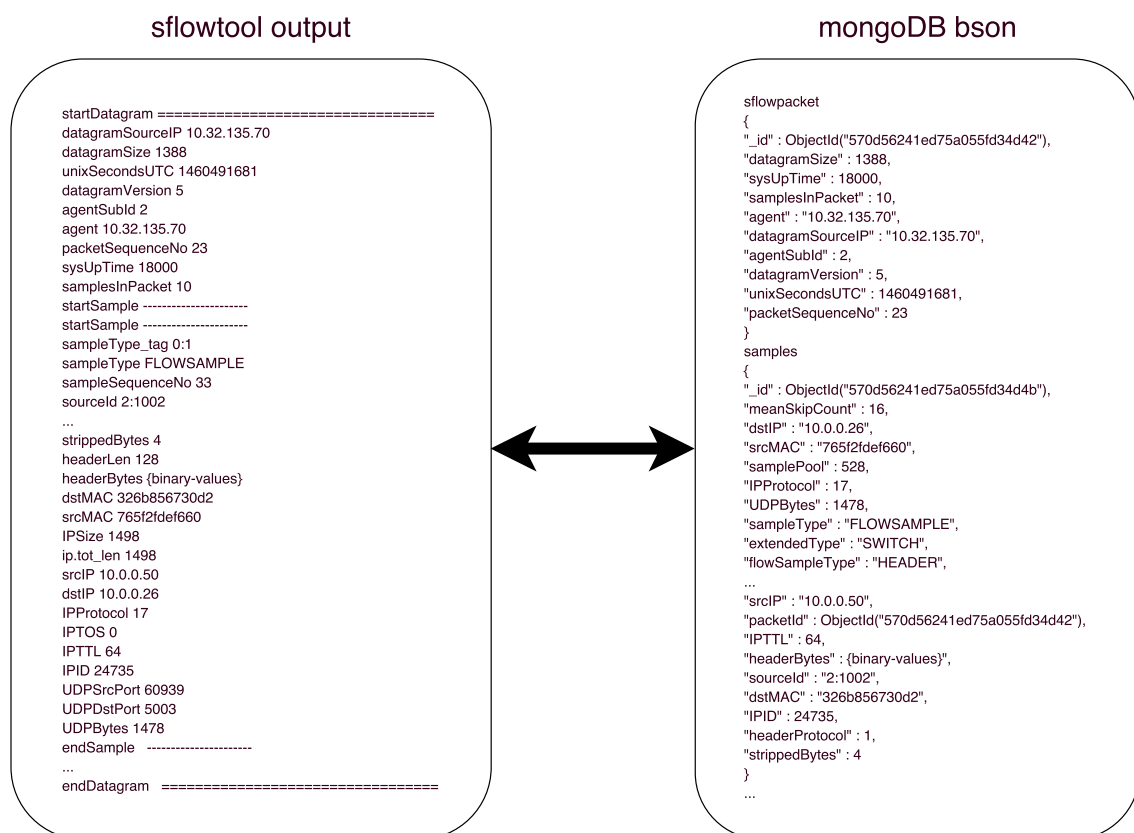 sflowtool output
startDatagram =================================
datagramSourceIP 10.32.135.70
datagramSize 1388
unixSecondsUTC 1460491681
datagramVersion 5
agentSubId 2
agent 10.32.135.70
packetSequenceNo 23
sysUpTime 18000
samplesInPacket 10
startSample ----------------------
startSample ----------------------
sampleType_tag 0:1
sampleType FLOWSAMPLE
sampleSequenceNo 33
sourceId 2:1002
...
strippedBytes 4
headerLen 128
headerBytes {binary-values}
dstMAC 326b856730d2
srcMAC 765f2fdef660
IPSize 1498
ip.tot_len 1498
srcIP 10.0.0.50
dstIP 10.0.0.26
IPProtocol 17
IPTOS 0
IPTTL 64
IPID 24735
UDPSrcPort 60939
UDPDstPort 5003
UDPBytes 1478
endSample   ----------------------
...
endDatagram   =================================
mongoDB bson
sflowpacket
{
"_id" : ObjectId("570d56241ed75a055fd34d42"),
"datagramSize" : 1388,
"sysUpTime" : 18000,
"samplesInPacket" : 10,
"agent" : "10.32.135.70",
"datagramSourceIP" : "10.32.135.70",
"agentSubId" : 2,
"datagramVersion" : 5,
"unixSecondsUTC" : 1460491681,
"packetSequenceNo" : 23
}
samples
{
"_id" : ObjectId("570d56241ed75a055fd34d4b"),
"meanSkipCount" : 16,
"dstIP" : "10.0.0.26",
"srcMAC" : "765f2fdef660",
"samplePool" : 528,
"IPProtocol" : 17,
"UDPBytes" : 1478,
"sampleType" : "FLOWSAMPLE",
"extendedType" : "SWITCH",
"flowSampleType" : "HEADER",
...
"srcIP" : "10.0.0.50",
"packetId" : ObjectId("570d56241ed75a055fd34d42"),
"IPTTL" : 64,
"headerBytes" : {binary-values}",
"sourceId" : "2:1002",
"dstMAC" : "326b856730d2",
"IPID" : 24735,
"headerProtocol" : 1,
"strippedBytes" : 4
}
...